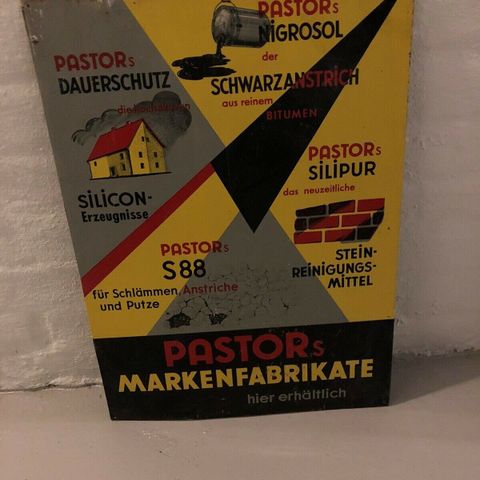 PASTORs
NIGROSOL
der
SCHWARZANSTRICH
aus reinem
BITUMEN
PASTORs
DAUERSCHUTZ
SILICON-
Erzeugnisse
PASTORs
SILIPUR
das neuzeitliche
STEIN-
REINIGUNGS-
MITTEL
PASTORs
S 88
für Schlämmen, Anstriche
und Putze
PASTORs
MARKENFABRIKATE
hier erhältlich